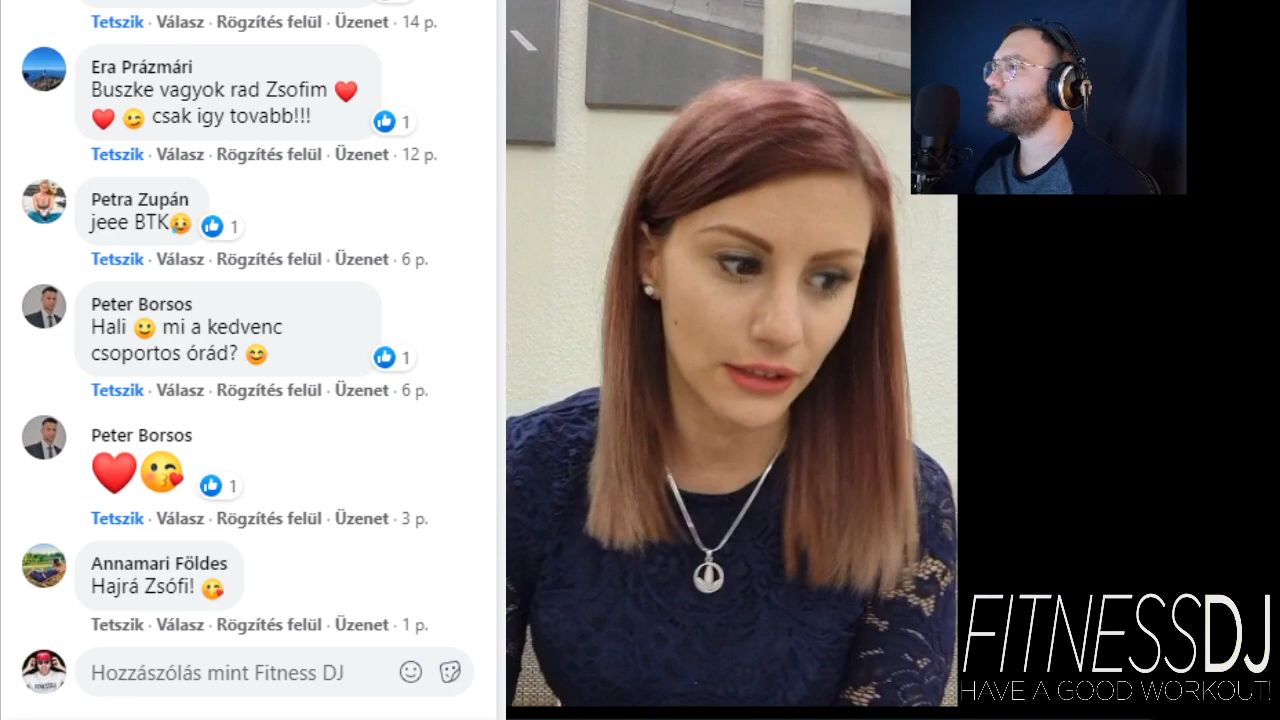 Tetszik · Válasz · Rögzítés felül · Üzenet · 14 p.
Era Prázmári
Buszke vagyok rad Zsofim ❤️
❤️ 😉 csak igy tovabb!!!
1
Tetszik · Válasz · Rögzítés felül · Üzenet · 12 p.
Petra Zupán
jeee BTK😥
1
Tetszik · Válasz · Rögzítés felül · Üzenet · 6 p.
Peter Borsos
Hali 🙂 mi a kedvenc
csoportos órád? 😊
1
Tetszik · Válasz · Rögzítés felül · Üzenet · 6 p.
Peter Borsos
❤️😘
1
Tetszik · Válasz · Rögzítés felül · Üzenet · 3 p.
Annamari Földes
Hajrá Zsófi! 😘
Tetszik · Válasz · Rögzítés felül · Üzenet · 1 p.
Hozzászólás mint Fitness DJ
FITNESSDJ
HAVE A GOOD WORKOUT!